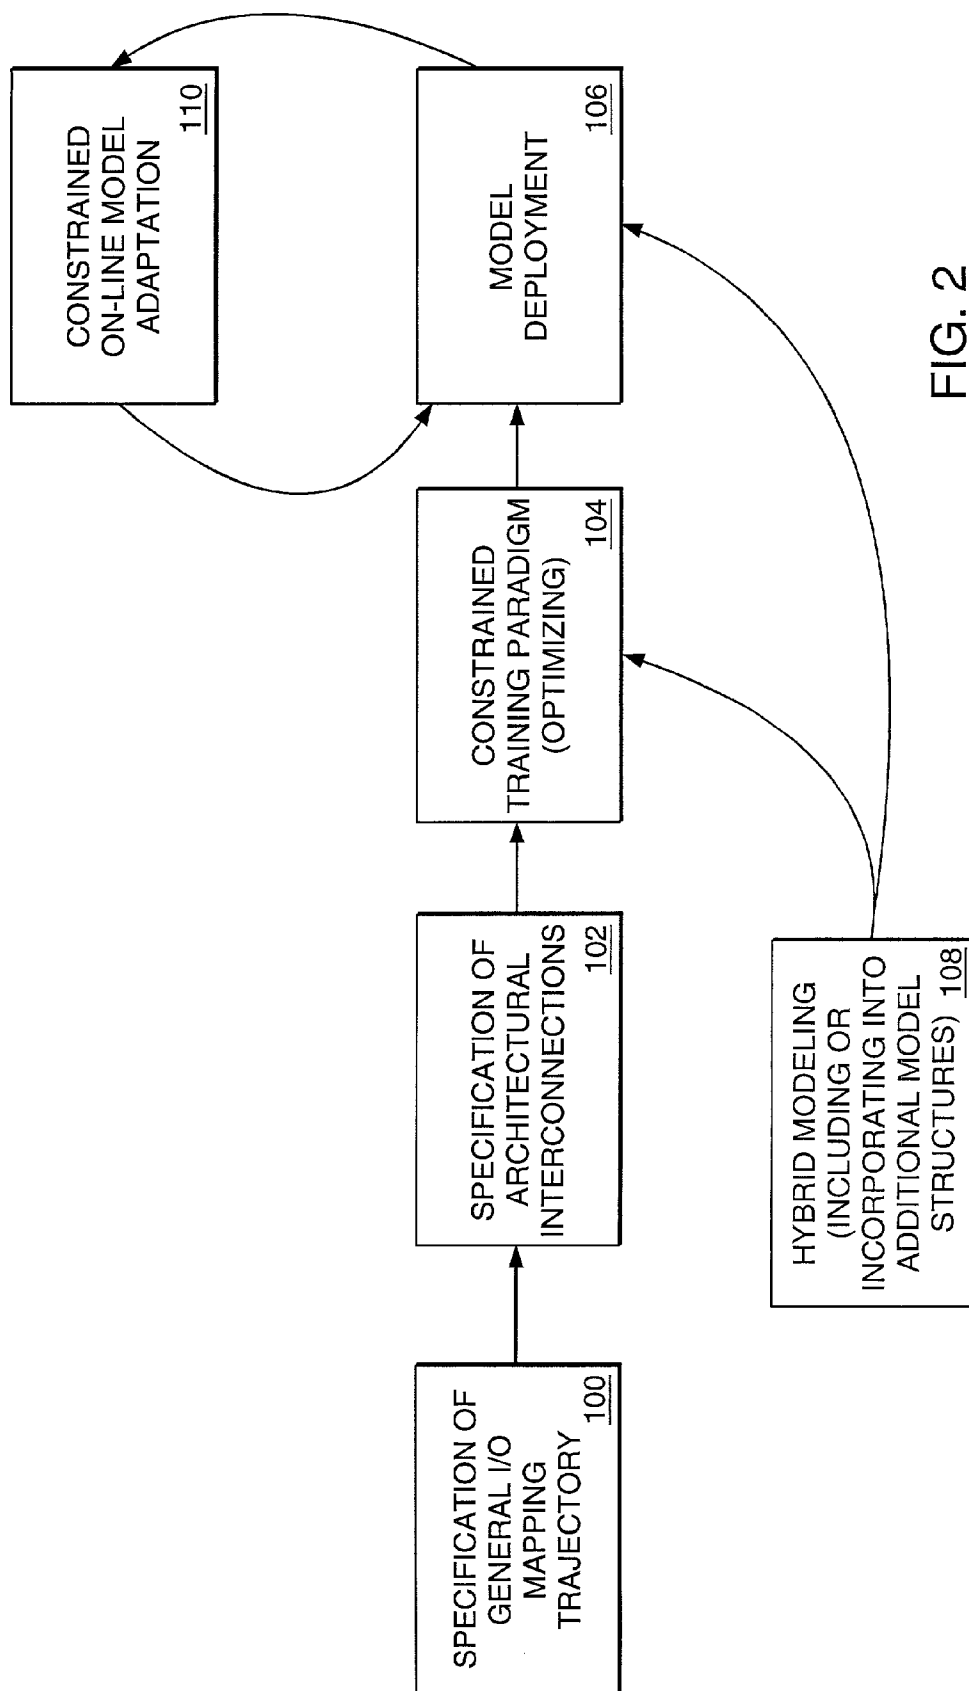 CONSTRAINED
ON-LINE MODEL
ADAPTATION
110
SPECIFICATION OF
GENERAL I/O
MAPPING
TRAJECTORY
100
SPECIFICATION OF
ARCHITECTURAL
INTERCONNECTIONS
102
CONSTRAINED
TRAINING PARADIGM
(OPTIMIZING)
104
MODEL
DEPLOYMENT
106
HYBRID MODELING
(INCLUDING OR
INCORPORATING INTO
ADDITIONAL MODEL
STRUCTURES) 108
FIG. 2